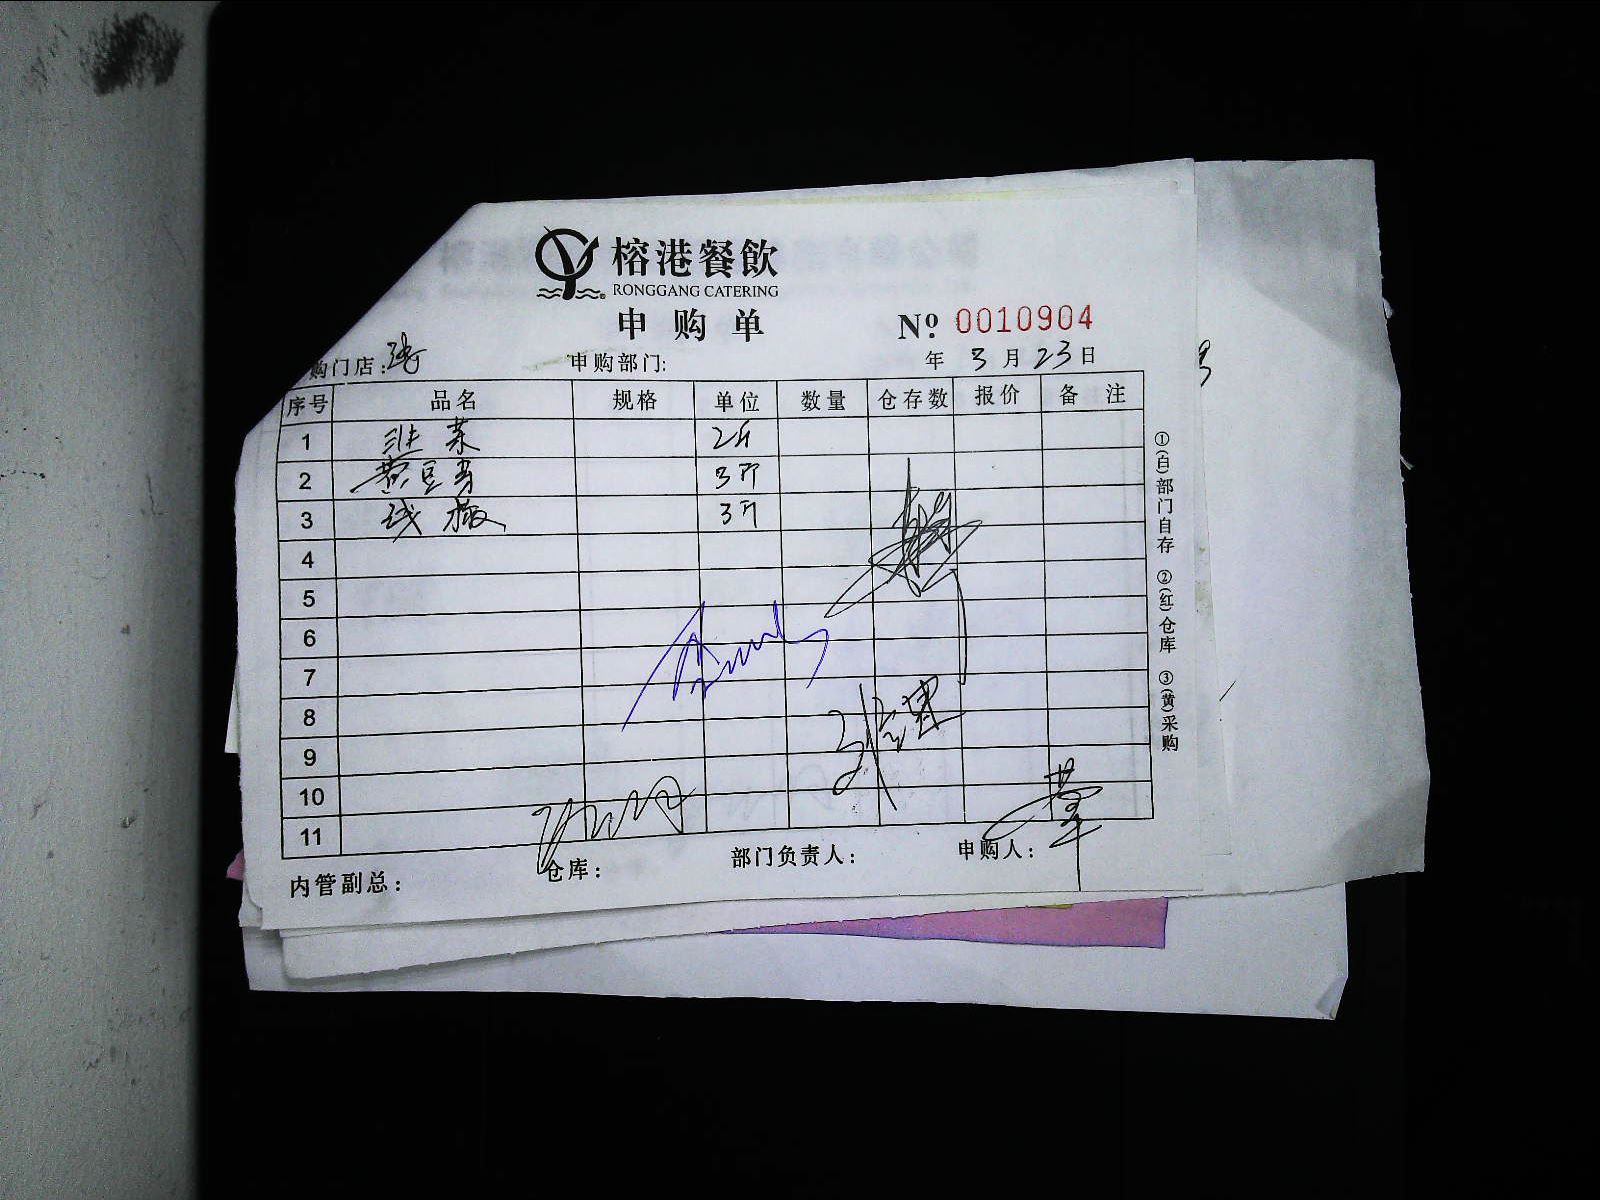 榕港餐飲
RONGGANG CATERING
申购单
№ 0010904
购门店: 申购部门: 年 3 月 23 日
序号 品名 规格 单位 数量 仓存数 报价 备注
1 韭菜 2斤
2 黄豆芽 3斤
3 线椒 3斤
4
5
6
7
8
9
10
11
内管副总: 仓库: 部门负责人: 申购人:
①(白)部门自存 ②(红)仓库 ③(黄)采购